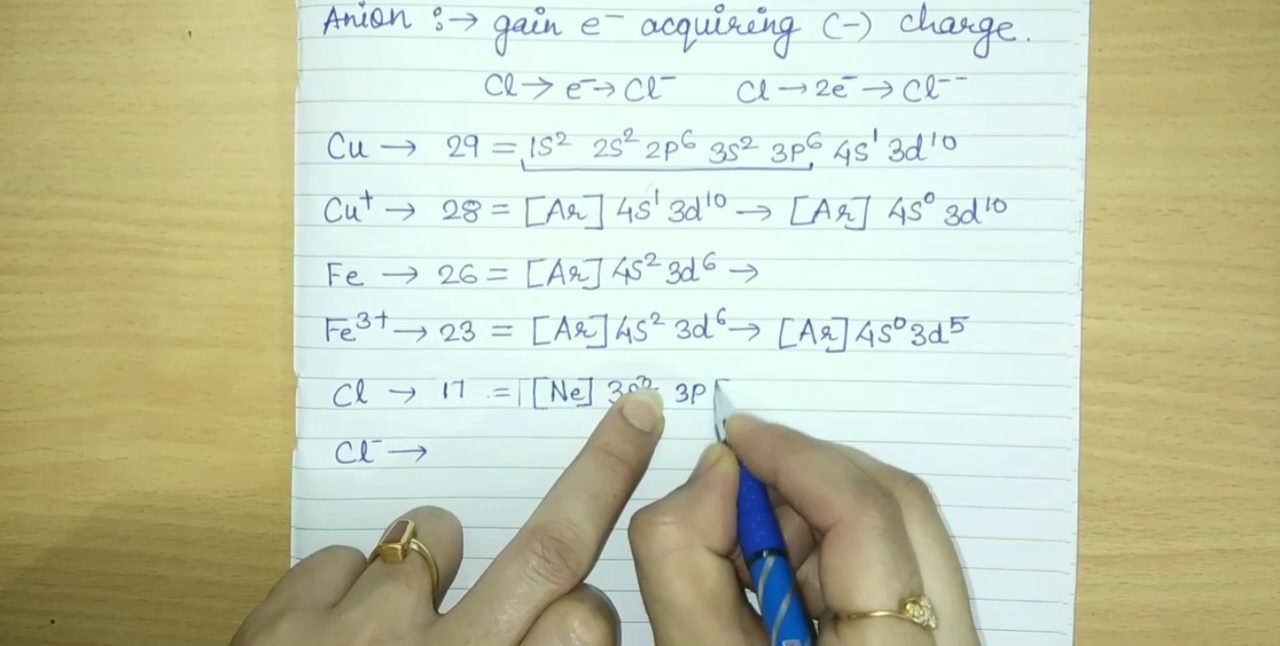 Anion :→ gain e⁻ acquiring (-) charge.
Cl → e⁻ → Cl⁻ Cl → 2e⁻ → Cl⁻⁻
Cu → 29 = 1S² 2S² 2P⁶ 3S² 3P⁶ 4S¹ 3d¹⁰
Cu⁺ → 28 = [Ar] 4S¹ 3d¹⁰ → [Ar] 4S⁰ 3d¹⁰
Fe → 26 = [Ar] 4S² 3d⁶ →
Fe³⁺ → 23 = [Ar] 4S² 3d⁶ → [Ar] 4S⁰ 3d⁵
Cl → 17 = [Ne] 3S² 3P
Cl⁻ →